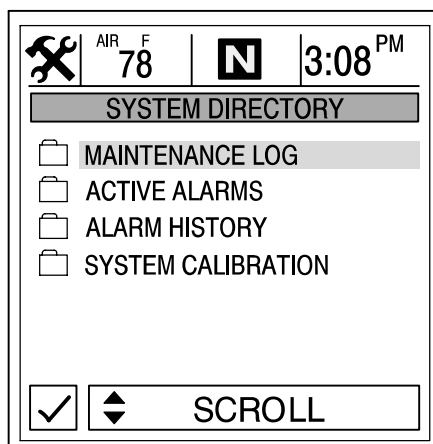 AIR F 78 N 3:08 PM
SYSTEM DIRECTORY
MAINTENANCE LOG
ACTIVE ALARMS
ALARM HISTORY
SYSTEM CALIBRATION
SCROLL